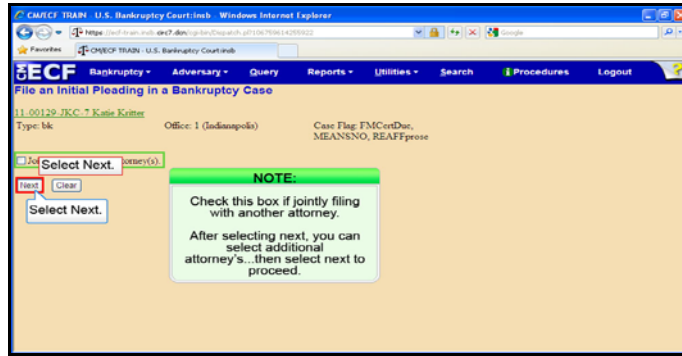 CM/ECF TRAIN - U.S. Bankruptcy Court:insb - Windows Internet Explorer
Google
Favorites
CM/ECF TRAIN - U.S. Bankruptcy Court:insb
ECF Bankruptcy Adversary Query Reports Utilities Search Procedures Logout ?
File an Initial Pleading in a Bankruptcy Case
11-00129-JKC-7 Katie Kritter
Type: bk Office: 1 (Indianapolis) Case Flag: FMCertDue,
MEANSNO, REAFFprose
Select Next.
Next Clear
Select Next.
NOTE:
Check this box if jointly filing
with another attorney.
After selecting next, you can
select additional
attorney's...then select next to
proceed.